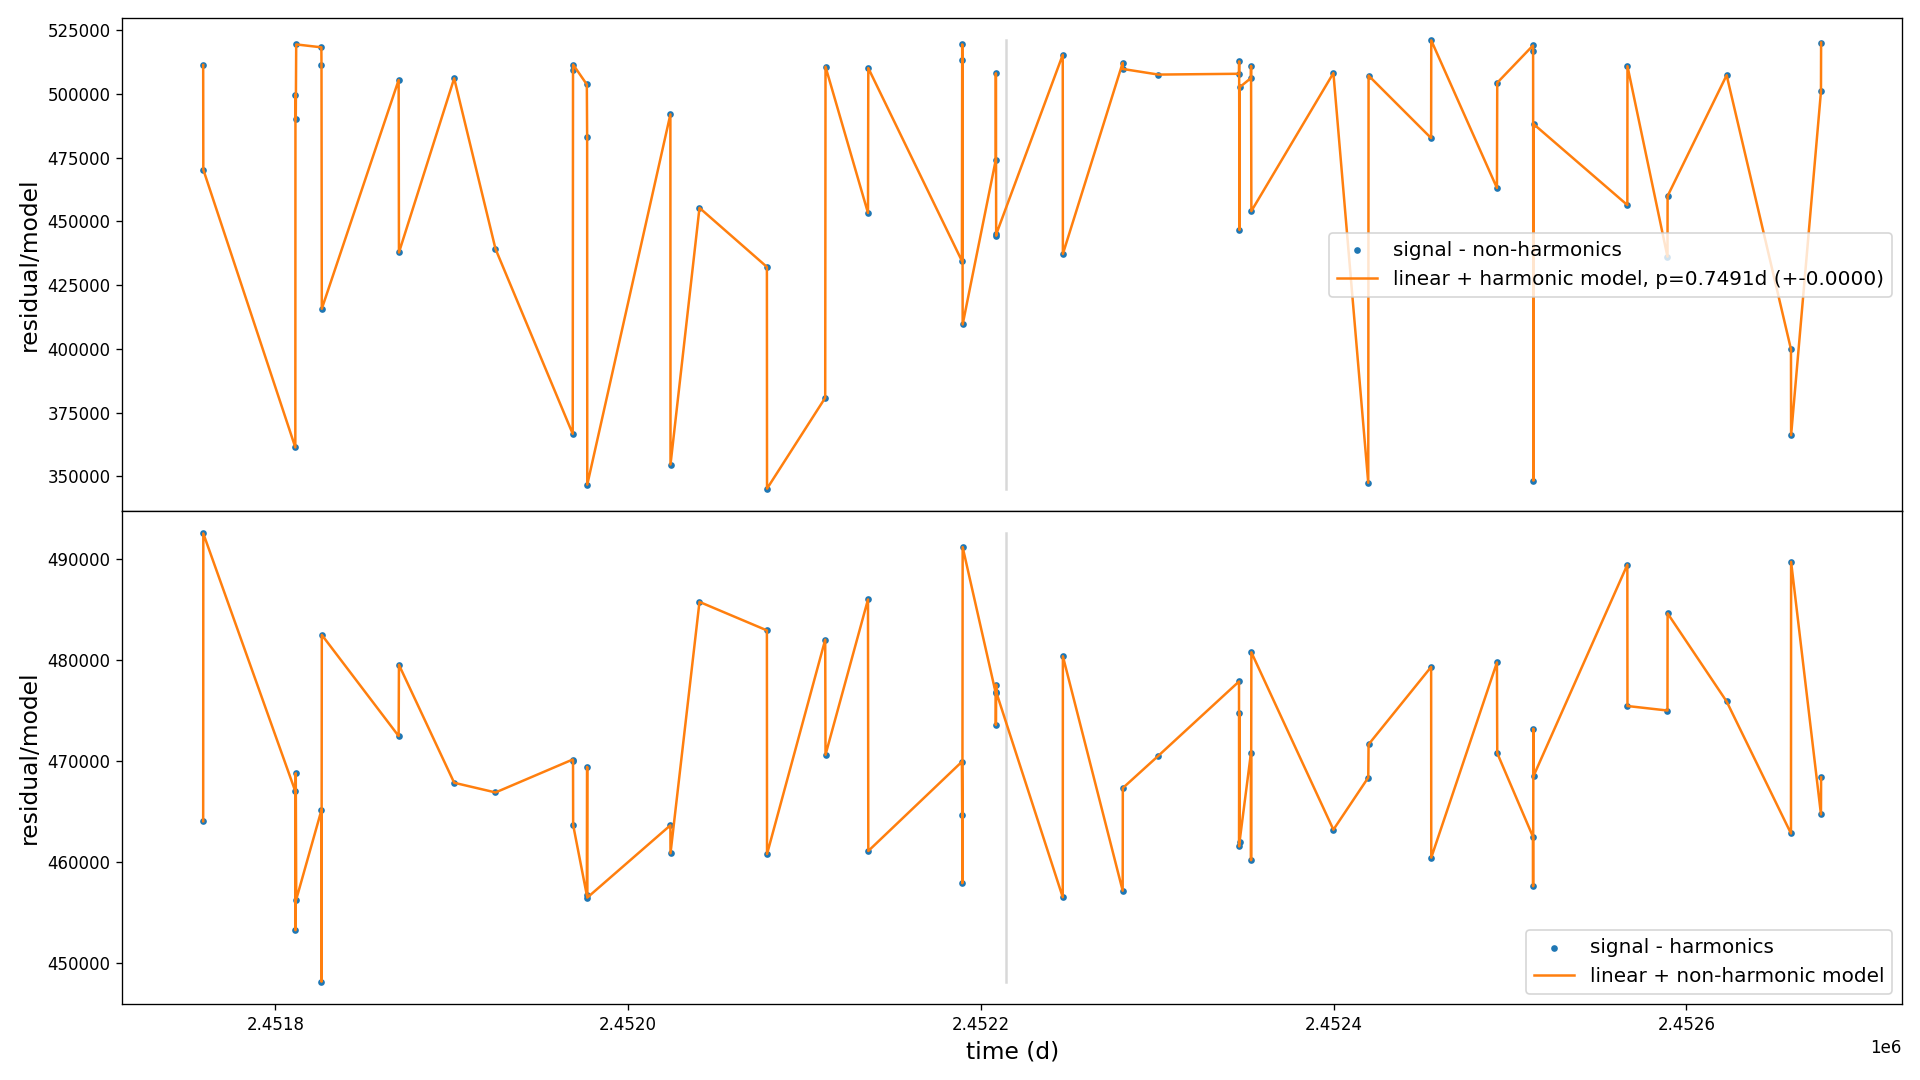 525000
500000
475000
450000
425000
400000
375000
350000
residual/model
signal - non-harmonics
linear + harmonic model, p=0.7491d (+-0.0000)
490000
480000
470000
460000
450000
residual/model
signal - harmonics
linear + non-harmonic model
2.4518 2.4520 2.4522 2.4524 2.4526
1e6
time (d)